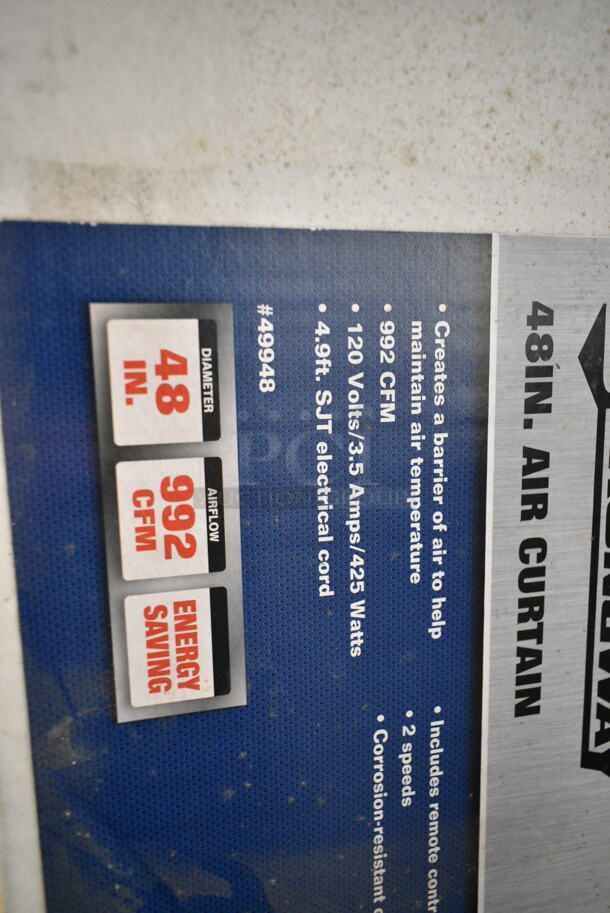 48IN. AIR CURTAIN
• Creates a barrier of air to help
maintain air temperature
• 992 CFM
• 120 Volts/3.5 Amps/425 Watts
• 4.9ft. SJT electrical cord
• Includes remote
• 2 speeds
• Corrosion-resistant
#49948
DIAMETER
48
IN.
AIRFLOW
992
CFM
ENERGY
SAVING